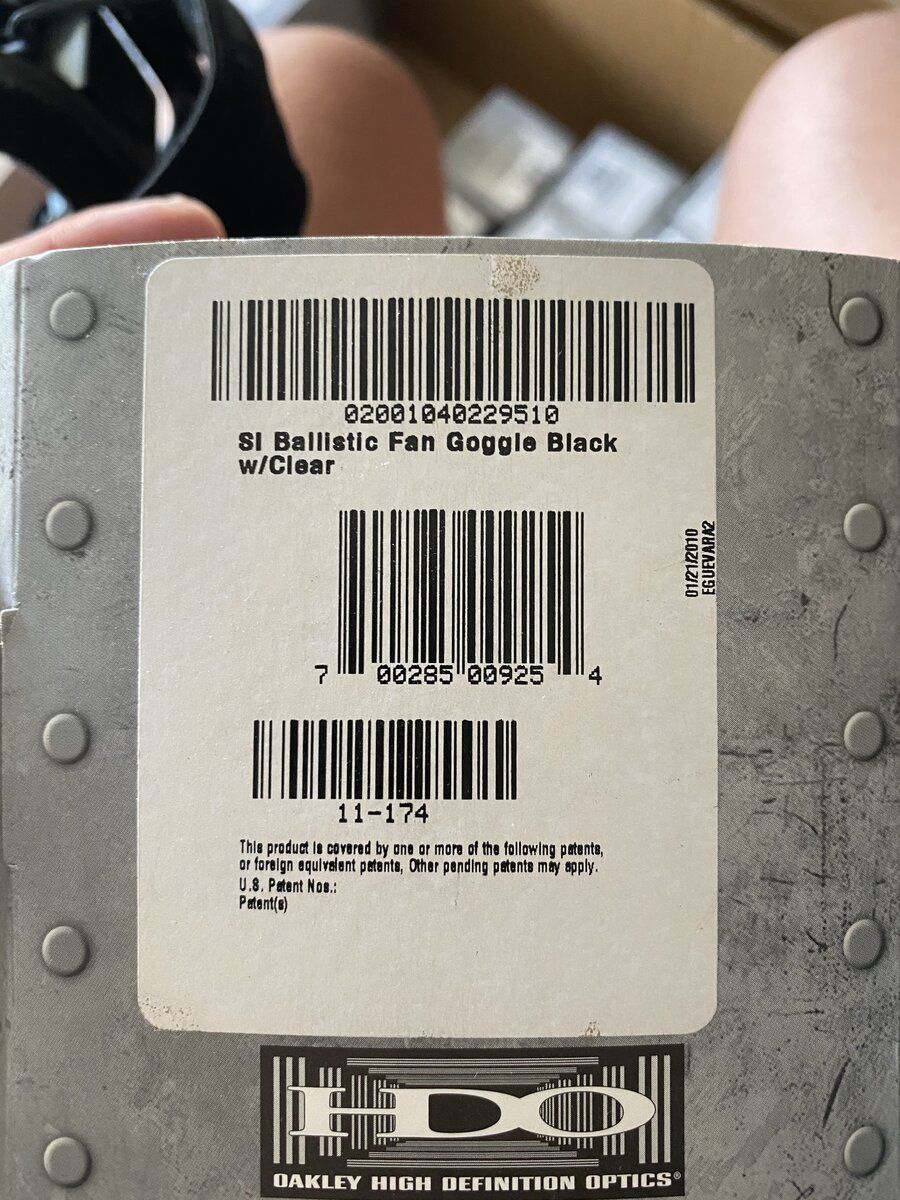 02001040229510
SI Ballistic Fan Goggle Black
w/Clear
01/21/2010
EGUEVARA2
7 00285 00925 4
11-174
This product is covered by one or more of the following patents,
or foreign equivalent patents, Other pending patents may apply.
U.S. Patent Nos.:
Patent(s)
HDO
OAKLEY HIGH DEFINITION OPTICS®